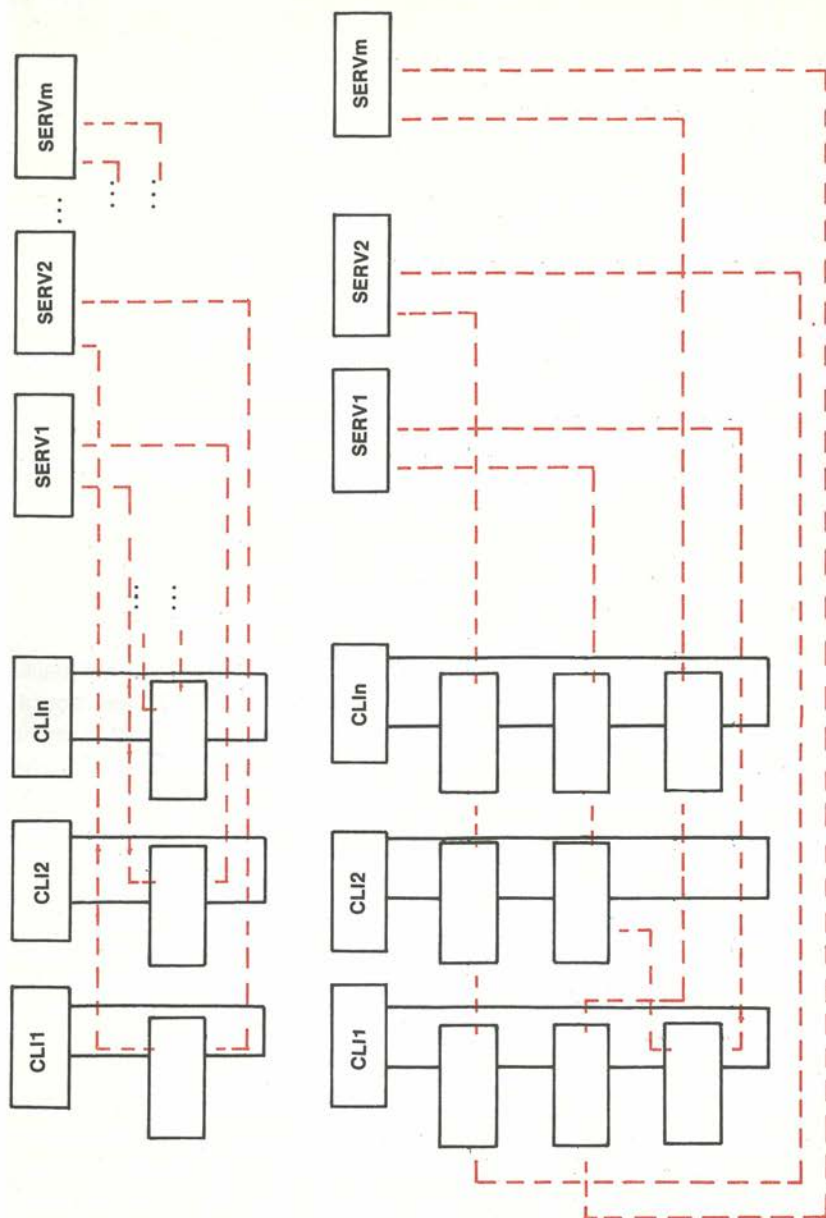 CLI1
CLI2
CLIn
SERV1
SERV2
...
SERVm
...
...
...
...
CLI1
CLI2
CLIn
SERV1
SERV2
SERVm